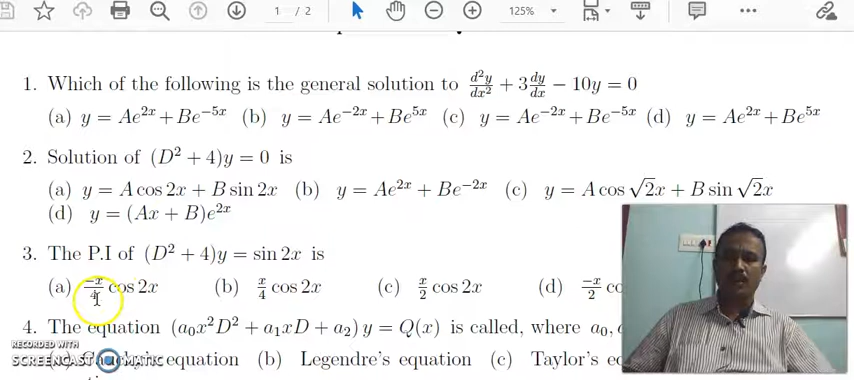 1 / 2 125%
1. Which of the following is the general solution to d²y/dx² + 3 dy/dx − 10y = 0
(a) y = Ae^{2x} + Be^{−5x} (b) y = Ae^{−2x} + Be^{5x} (c) y = Ae^{−2x} + Be^{−5x} (d) y = Ae^{2x} + Be^{5x}
2. Solution of (D² + 4)y = 0 is
(a) y = A cos 2x + B sin 2x (b) y = Ae^{2x} + Be^{−2x} (c) y = A cos √2x + B sin √2x
(d) y = (Ax + B)e^{2x}
3. The P.I of (D² + 4)y = sin 2x is
(a) −x/4 cos 2x (b) x/4 cos 2x (c) x/2 cos 2x (d) −x/2
4. The equation (a₀x²D² + a₁xD + a₂) y = Q(x) is called, where a₀,
RECORDED WITH
SCREENCAST MATIC
equation (b) Legendre's equation (c) Taylor's